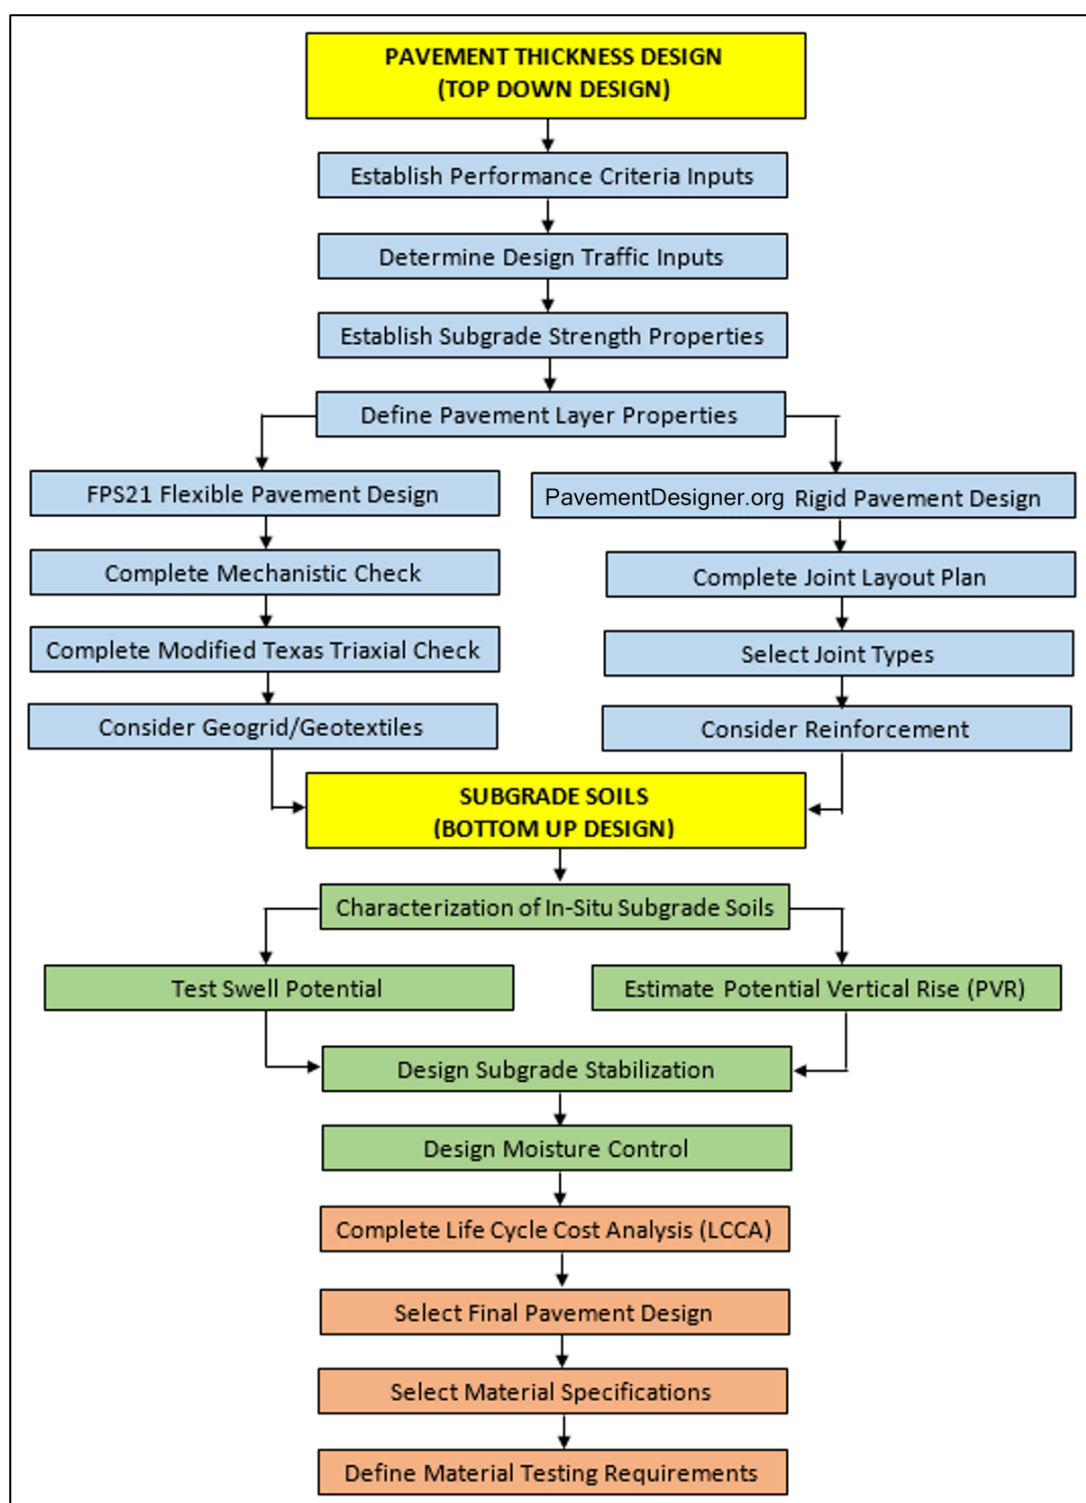 PAVEMENT THICKNESS DESIGN
(TOP DOWN DESIGN)
Establish Performance Criteria Inputs
Determine Design Traffic Inputs
Establish Subgrade Strength Properties
Define Pavement Layer Properties
FPS21 Flexible Pavement Design
Complete Mechanistic Check
Complete Modified Texas Triaxial Check
Consider Geogrid/Geotextiles
PavementDesigner.org Rigid Pavement Design
Complete Joint Layout Plan
Select Joint Types
Consider Reinforcement
SUBGRADE SOILS
(BOTTOM UP DESIGN)
Characterization of In-Situ Subgrade Soils
Test Swell Potential
Estimate Potential Vertical Rise (PVR)
Design Subgrade Stabilization
Design Moisture Control
Complete Life Cycle Cost Analysis (LCCA)
Select Final Pavement Design
Select Material Specifications
Define Material Testing Requirements